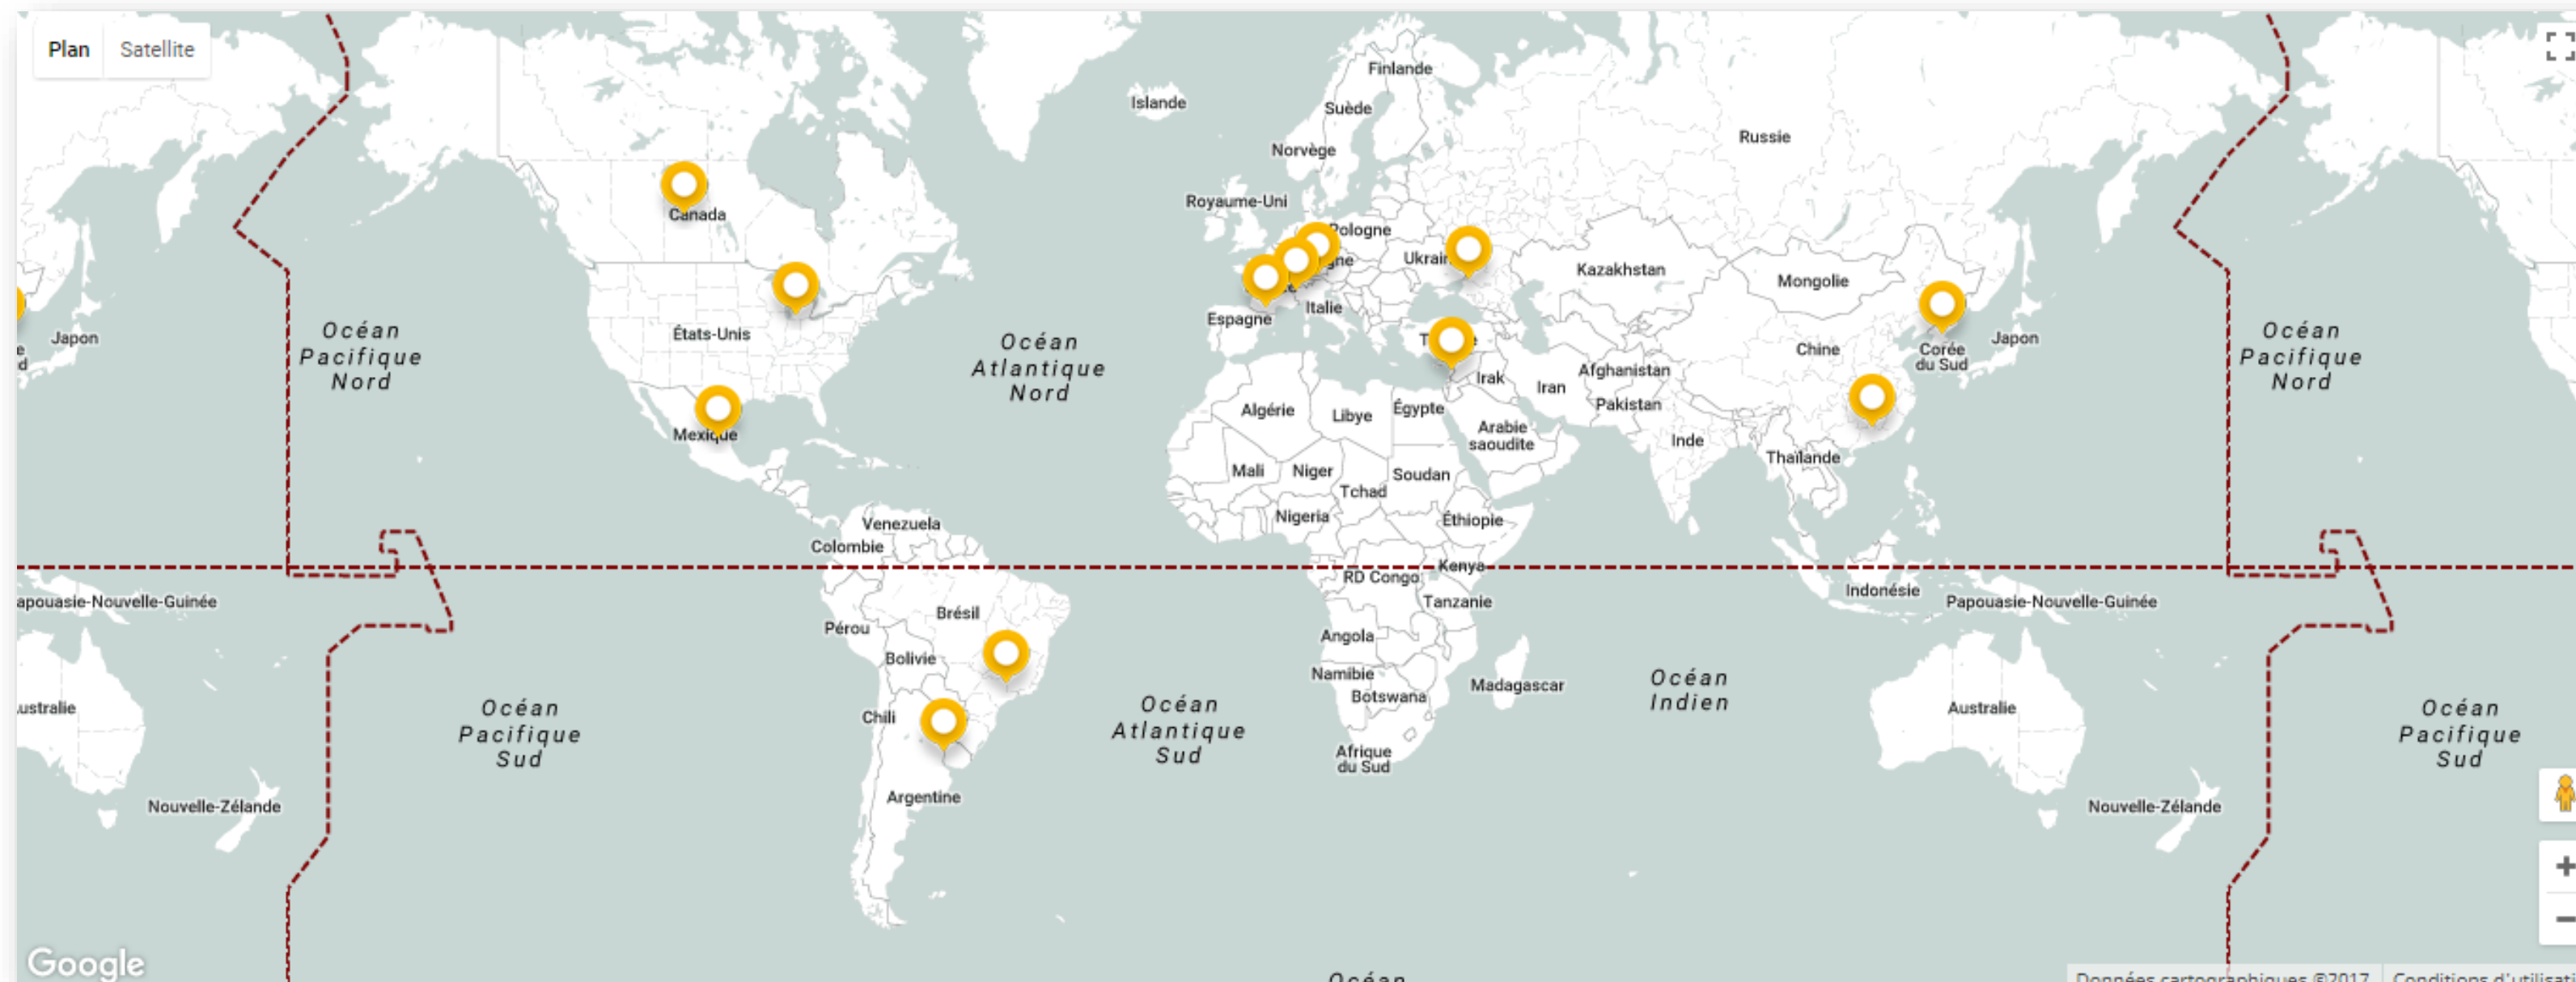 Plan Satellite
Finlande
Islande
Suède
Russie
Norvège
Royaume-Uni
Canada
Pologne
Ukrain
gne
Kazakhstan
Mongolie
Italie
Espagne
Océan
Pacifique
Nord
Japon
États-Unis
Océan
Atlantique
Nord
Chine
Corée
du Sud
Japon
Océan
Pacifique
Nord
Irak
Iran
Afghanistan
Pakistan
Algérie
Libye
Égypte
Arabie
saoudite
Inde
Mexique
Thaïlande
Mali
Niger
Soudan
Tchad
Nigeria
Éthiopie
Venezuela
Colombie
Kenya
RD Congo
Indonésie
apouasie-Nouvelle-Guinée
Papouasie-Nouvelle-Guinée
Tanzanie
Brésil
Pérou
Angola
Bolivie
Namibie
Botswana
Madagascar
Océan
Indien
ustralie
Océan
Pacifique
Sud
Chili
Océan
Atlantique
Sud
Australie
Océan
Pacifique
Sud
Afrique
du Sud
Argentine
Nouvelle-Zélande
Nouvelle-Zélande
Google
Océan
Données cartographiques ©2017
Conditions d'utilisati